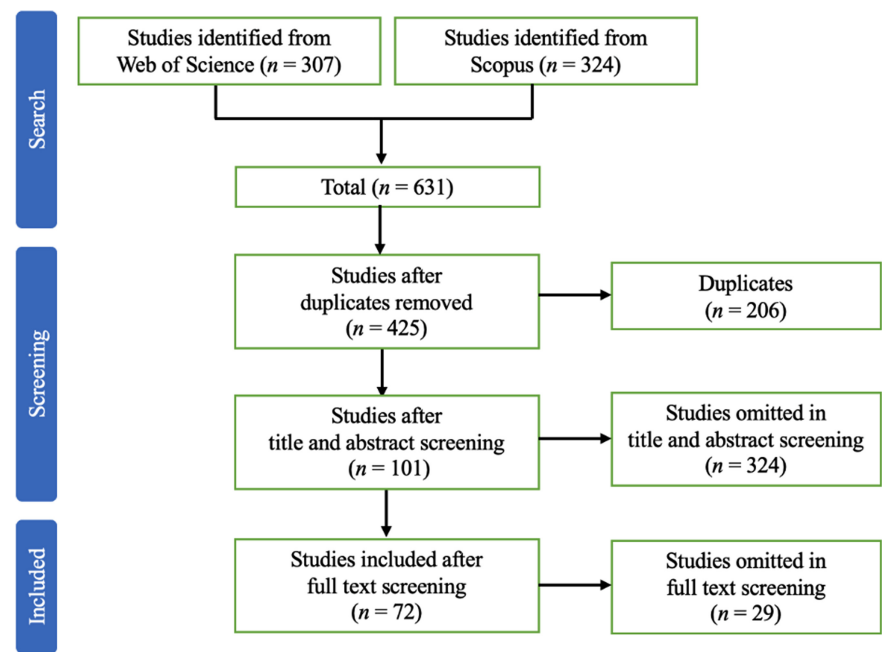 Search
Studies identified from
Web of Science (n = 307)
Studies identified from
Scopus (n = 324)
Total (n = 631)
Screening
Studies after
duplicates removed
(n = 425)
Duplicates
(n = 206)
Studies after
title and abstract screening
(n = 101)
Studies omitted in
title and abstract screening
(n = 324)
Included
Studies included after
full text screening
(n = 72)
Studies omitted in
full text screening
(n = 29)